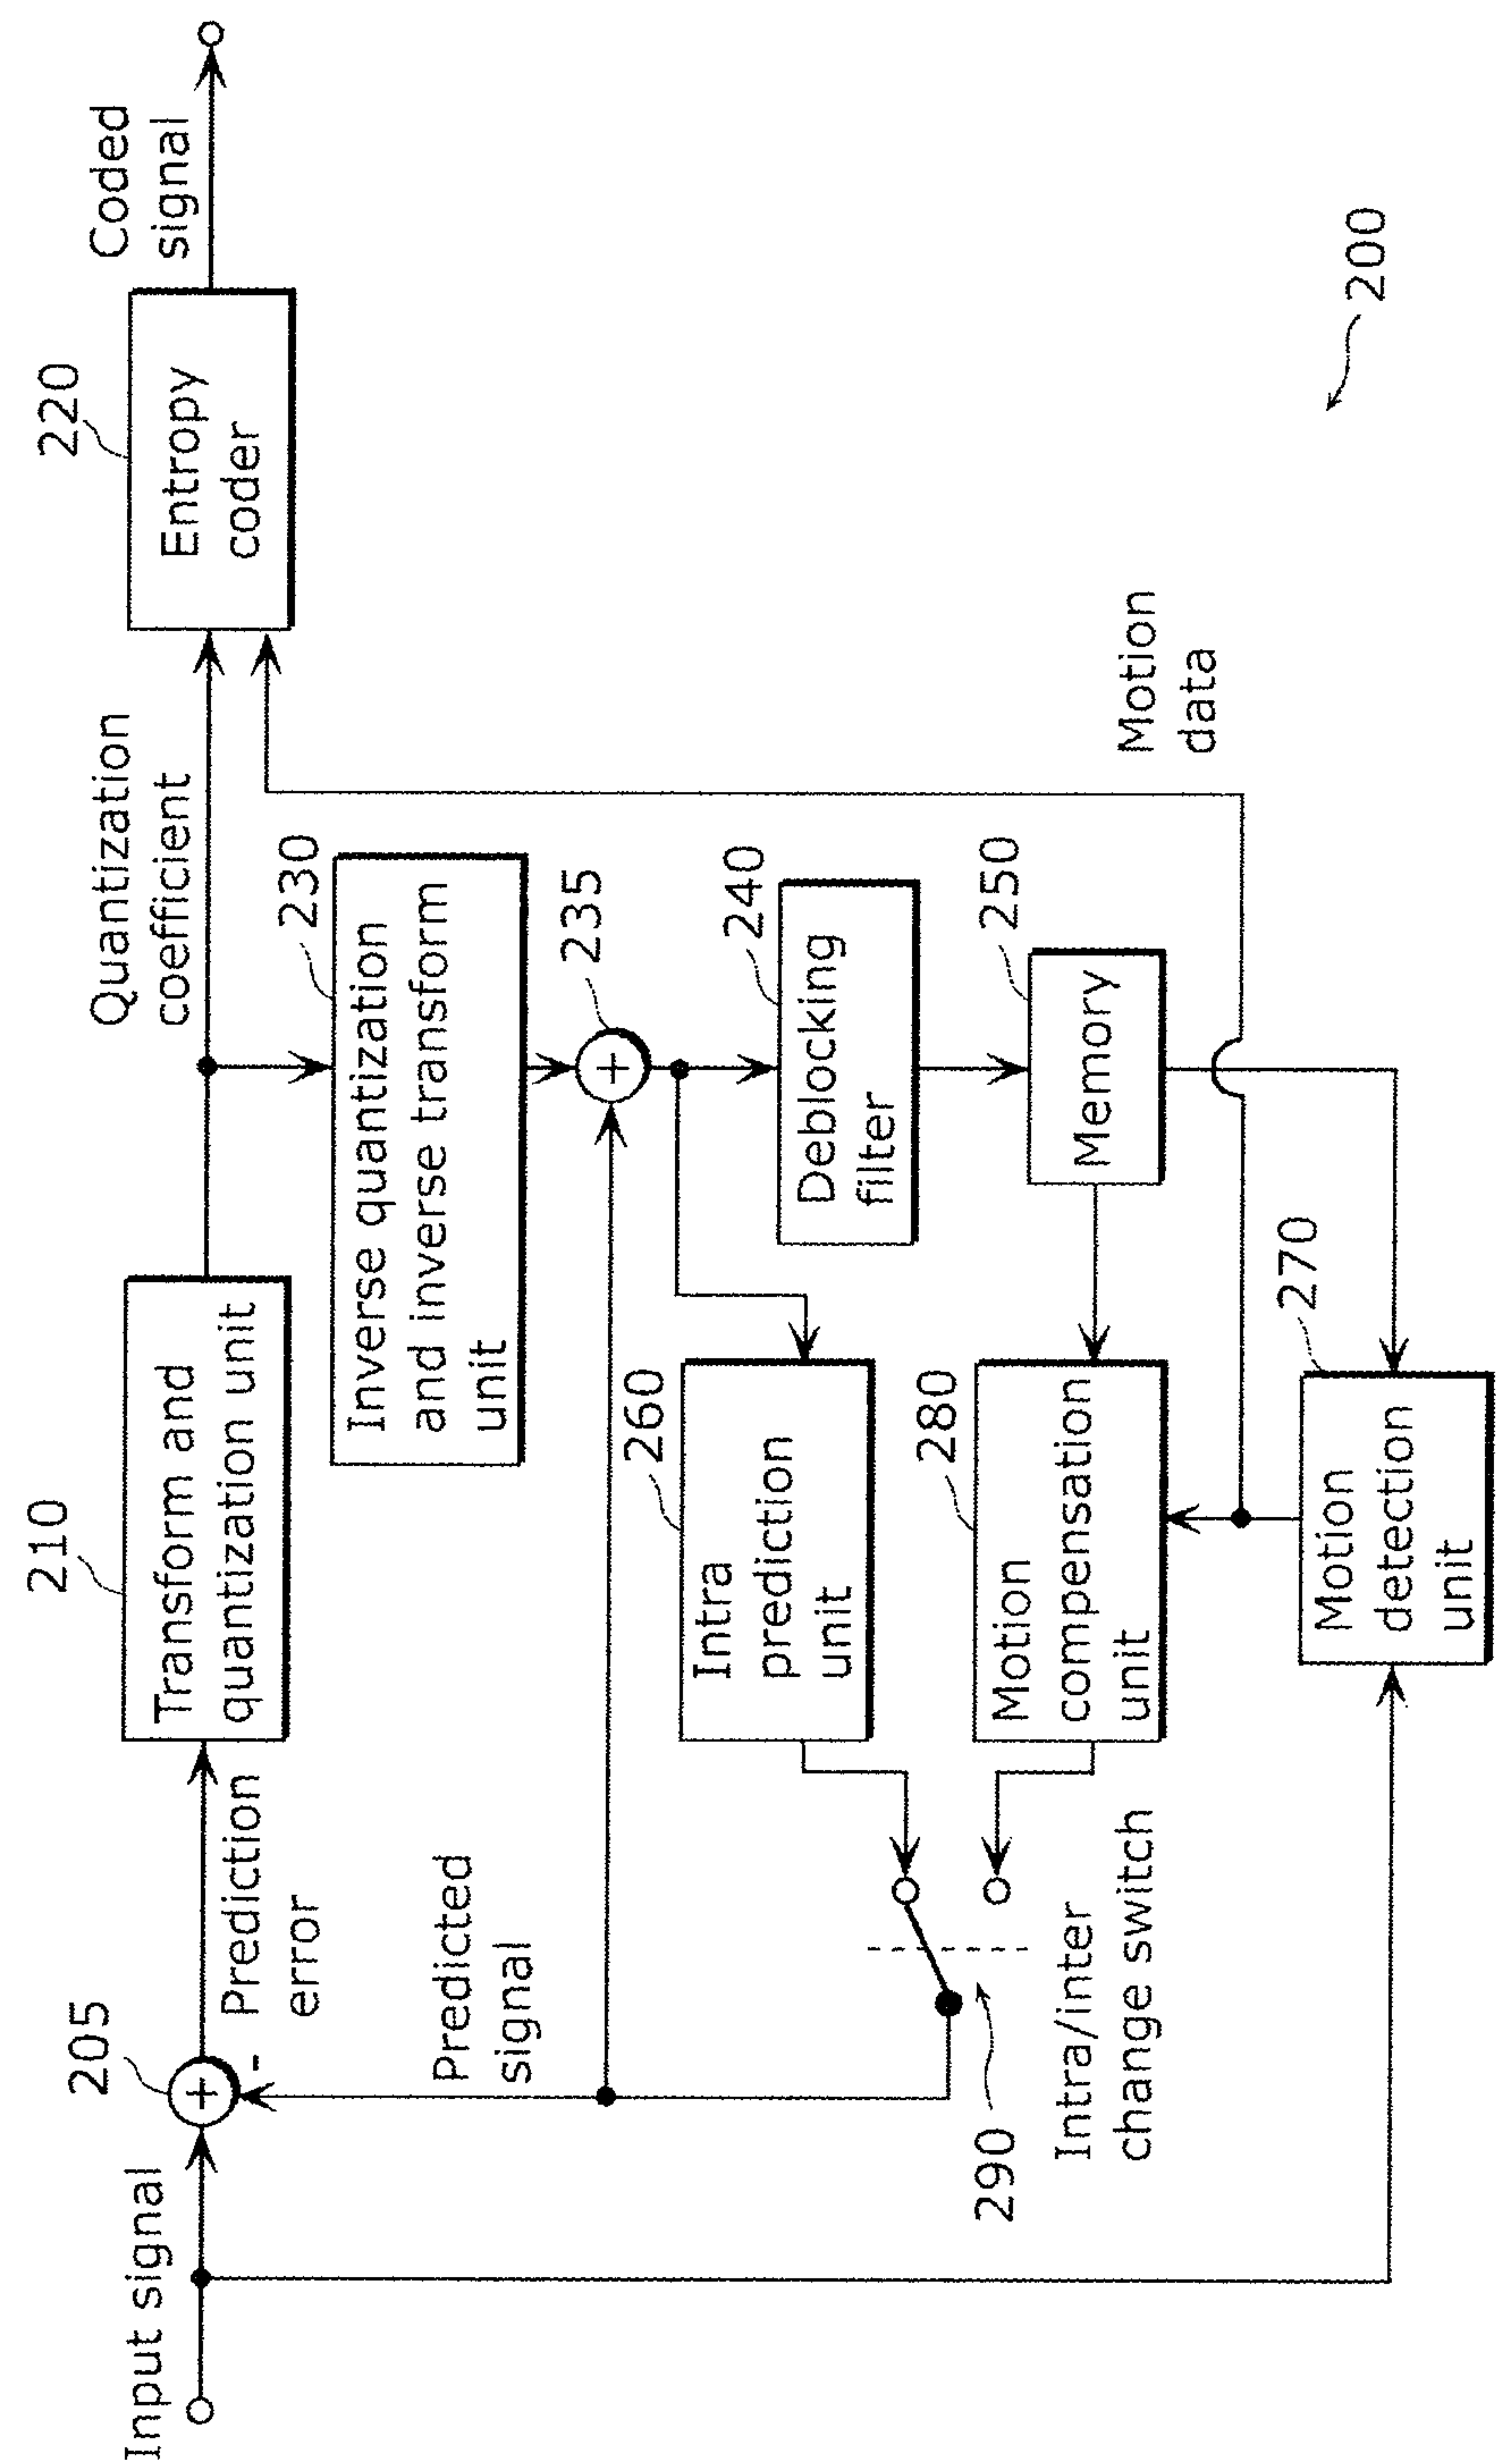 Input signal
205
+
-
Prediction
error
210
Transform and
quantization unit
Quantization
coefficient
220
Entropy
coder
Coded
signal
230
Inverse quantization
and inverse transform
unit
235
+
Predicted
signal
240
Deblocking
filter
260
Intra
prediction
unit
250
Memory
280
Motion
compensation
unit
290
Intra/inter
change switch
Motion
data
270
Motion
detection
unit
200